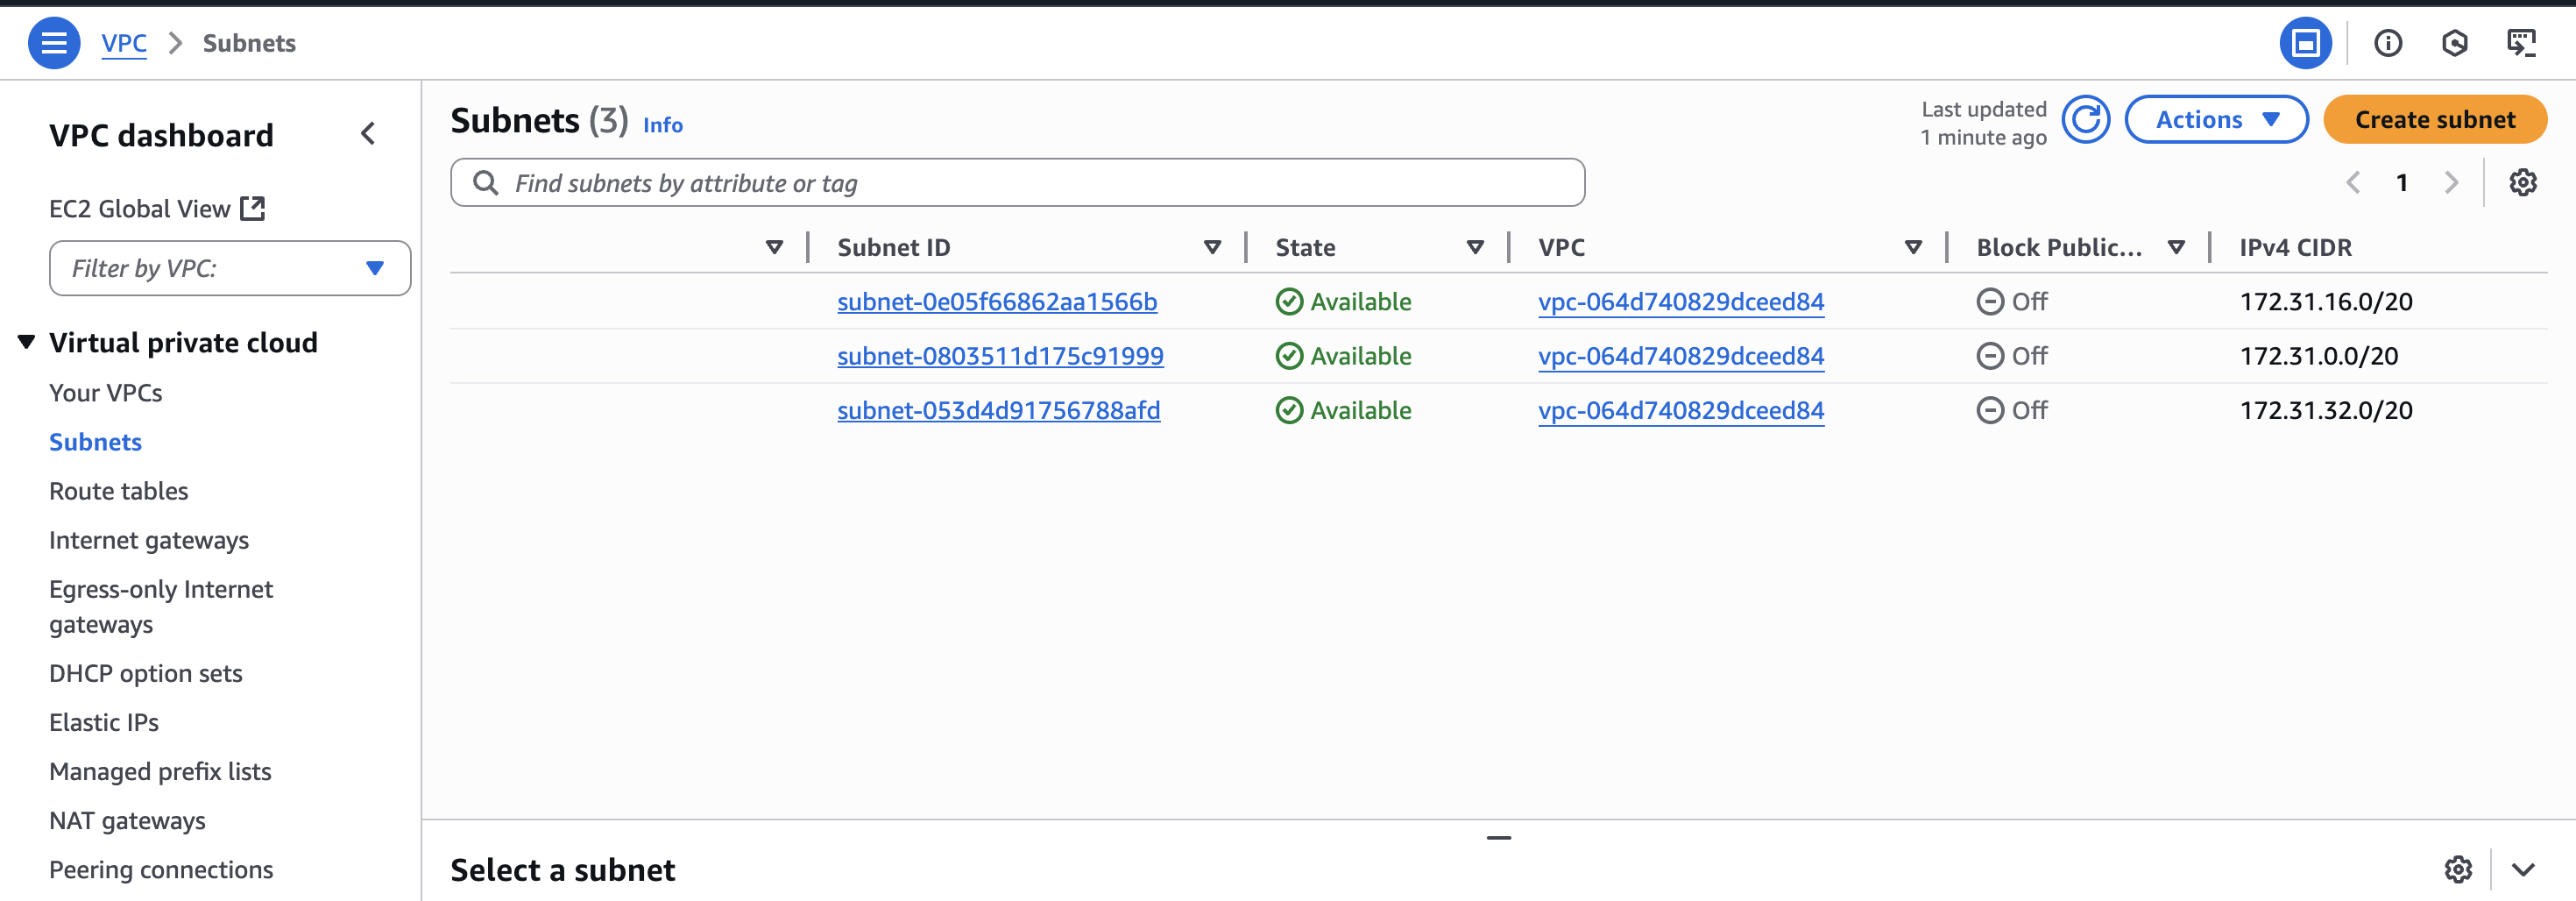 VPC > Subnets
VPC dashboard
EC2 Global View
Filter by VPC:
Virtual private cloud
Your VPCs
Subnets
Route tables
Internet gateways
Egress-only Internet
gateways
DHCP option sets
Elastic IPs
Managed prefix lists
NAT gateways
Peering connections
Subnets (3) Info
Last updated
1 minute ago
Actions
Create subnet
Find subnets by attribute or tag
1
Subnet ID State VPC Block Public... IPv4 CIDR
subnet-0e05f66862aa1566b Available vpc-064d740829dceed84 Off 172.31.16.0/20
subnet-0803511d175c91999 Available vpc-064d740829dceed84 Off 172.31.0.0/20
subnet-053d4d91756788afd Available vpc-064d740829dceed84 Off 172.31.32.0/20
Select a subnet